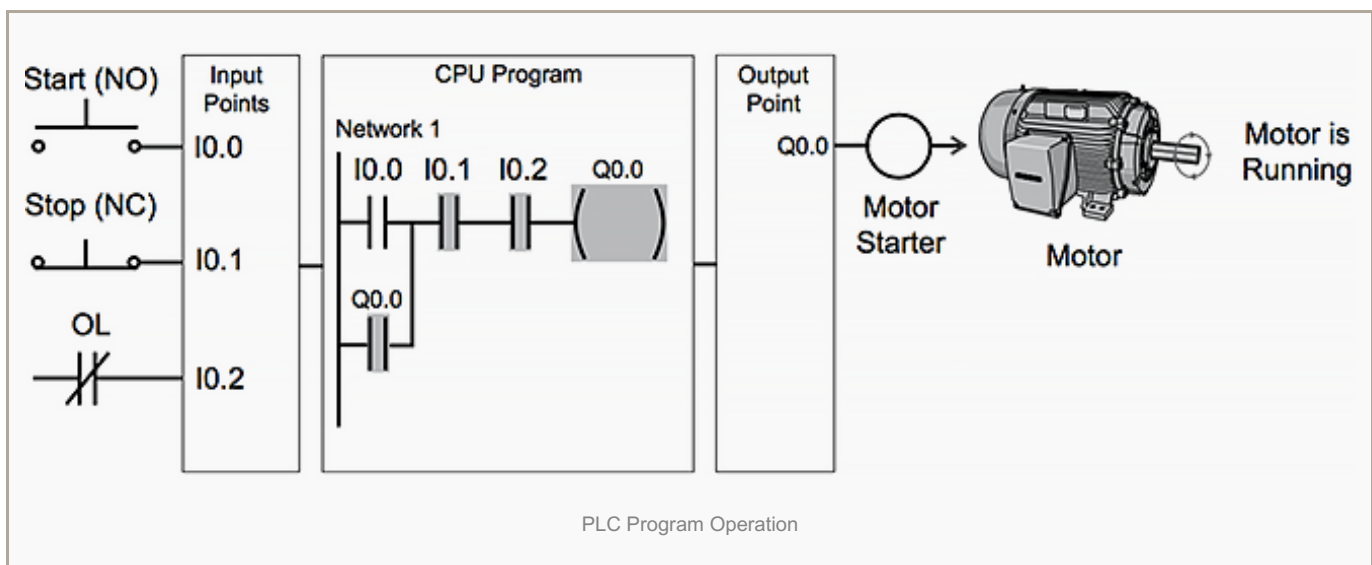 Start (NO)
I0.0
Stop (NC)
I0.1
OL
I0.2
Input
Points
CPU Program
Network 1
I0.0 I0.1 I0.2 Q0.0
Q0.0
Output
Point
Q0.0
Motor
Starter
Motor
Motor is
Running
PLC Program Operation